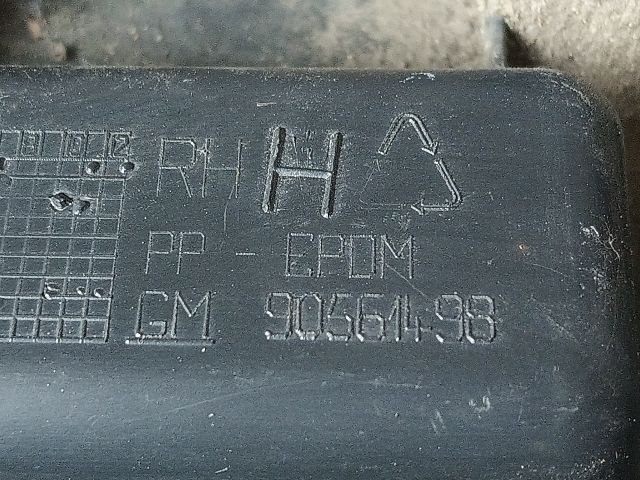 RH H
PP - EPDM
GM 90561498